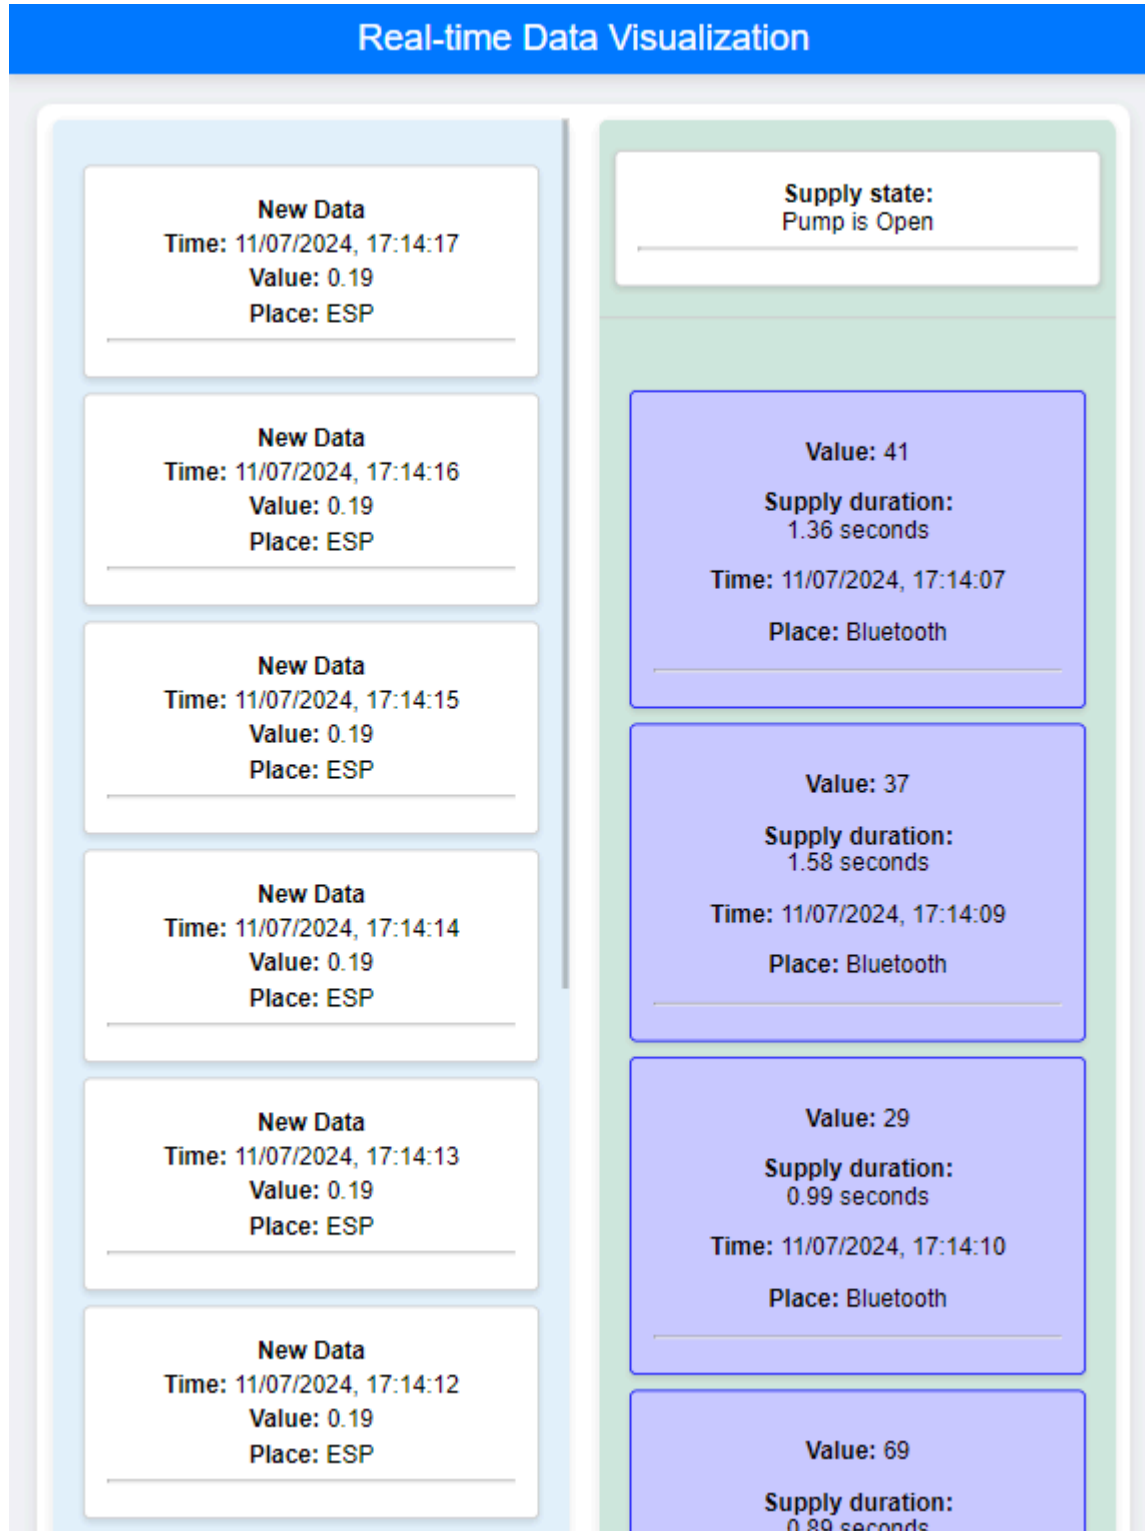 Real-time Data Visualization
New Data
Time: 11/07/2024, 17:14:17
Value: 0.19
Place: ESP
New Data
Time: 11/07/2024, 17:14:16
Value: 0.19
Place: ESP
New Data
Time: 11/07/2024, 17:14:15
Value: 0.19
Place: ESP
New Data
Time: 11/07/2024, 17:14:14
Value: 0.19
Place: ESP
New Data
Time: 11/07/2024, 17:14:13
Value: 0.19
Place: ESP
New Data
Time: 11/07/2024, 17:14:12
Value: 0.19
Place: ESP
Supply state:
Pump is Open
Value: 41
Supply duration:
1.36 seconds
Time: 11/07/2024, 17:14:07
Place: Bluetooth
Value: 37
Supply duration:
1.58 seconds
Time: 11/07/2024, 17:14:09
Place: Bluetooth
Value: 29
Supply duration:
0.99 seconds
Time: 11/07/2024, 17:14:10
Place: Bluetooth
Value: 69
Supply duration:
0.89 seconds